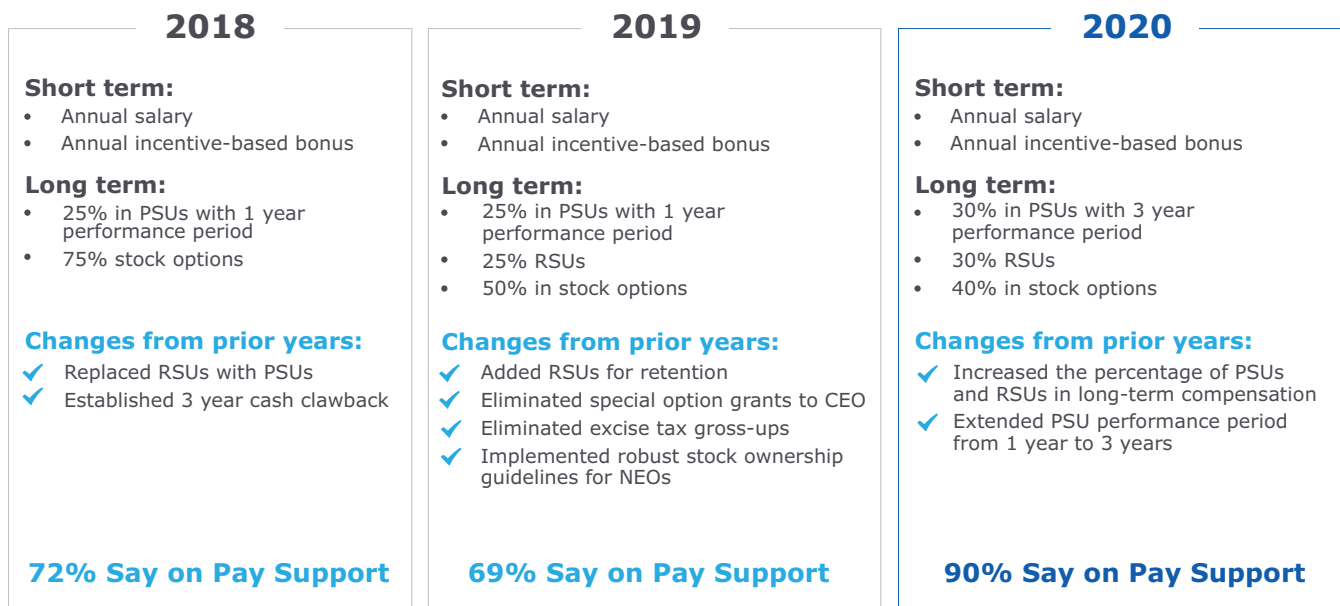 2018
Short term:
• Annual salary
• Annual incentive-based bonus
Long term:
• 25% in PSUs with 1 year
performance period
• 75% stock options
Changes from prior years:
✓ Replaced RSUs with PSUs
✓ Established 3 year cash clawback
72% Say on Pay Support
2019
Short term:
• Annual salary
• Annual incentive-based bonus
Long term:
• 25% in PSUs with 1 year
performance period
• 25% RSUs
• 50% in stock options
Changes from prior years:
✓ Added RSUs for retention
✓ Eliminated special option grants to CEO
✓ Eliminated excise tax gross-ups
✓ Implemented robust stock ownership
guidelines for NEOs
69% Say on Pay Support
2020
Short term:
• Annual salary
• Annual incentive-based bonus
Long term:
• 30% in PSUs with 3 year
performance period
• 30% RSUs
• 40% in stock options
Changes from prior years:
✓ Increased the percentage of PSUs
and RSUs in long-term compensation
✓ Extended PSU performance period
from 1 year to 3 years
90% Say on Pay Support